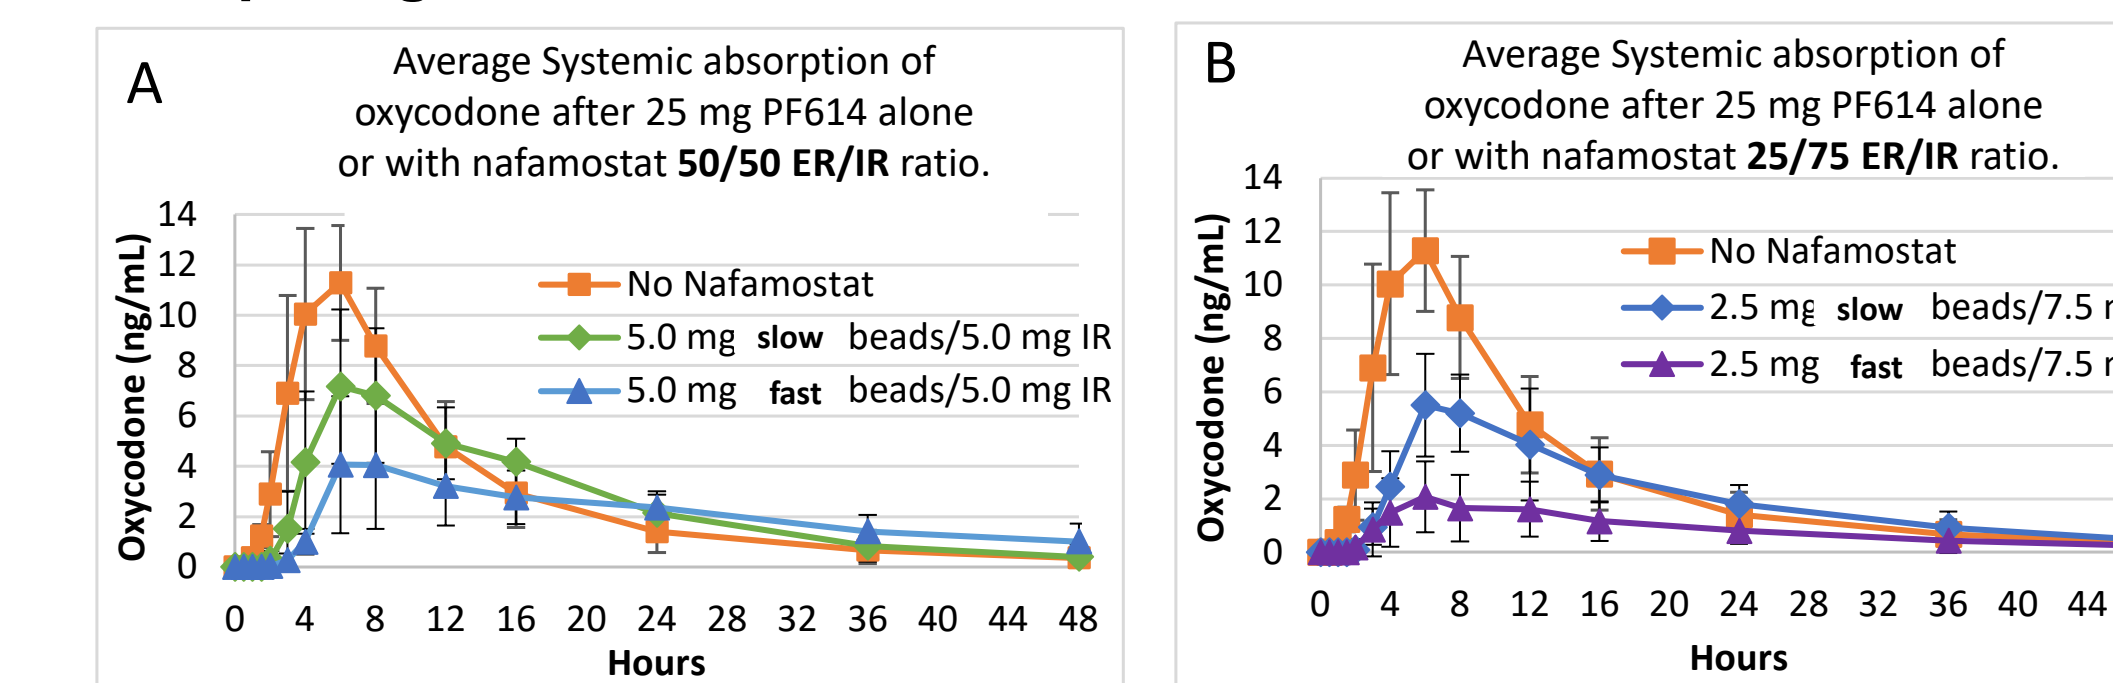 A
Average Systemic absorption of
oxycodone after 25 mg PF614 alone
or with nafamostat 50/50 ER/IR ratio.
14
12
10
8
6
4
2
0
Oxycodone (ng/mL)
No Nafamostat
5.0 mg slow beads/5.0 mg IR
5.0 mg fast beads/5.0 mg IR
0 4 8 12 16 20 24 28 32 36 40 44 48
Hours
B
Average Systemic absorption of
oxycodone after 25 mg PF614 alone
or with nafamostat 25/75 ER/IR ratio.
14
12
10
8
6
4
2
0
Oxycodone (ng/mL)
No Nafamostat
2.5 mg slow beads/7.5
2.5 mg fast beads/7.5
0 4 8 12 16 20 24 28 32 36 40 44
Hours